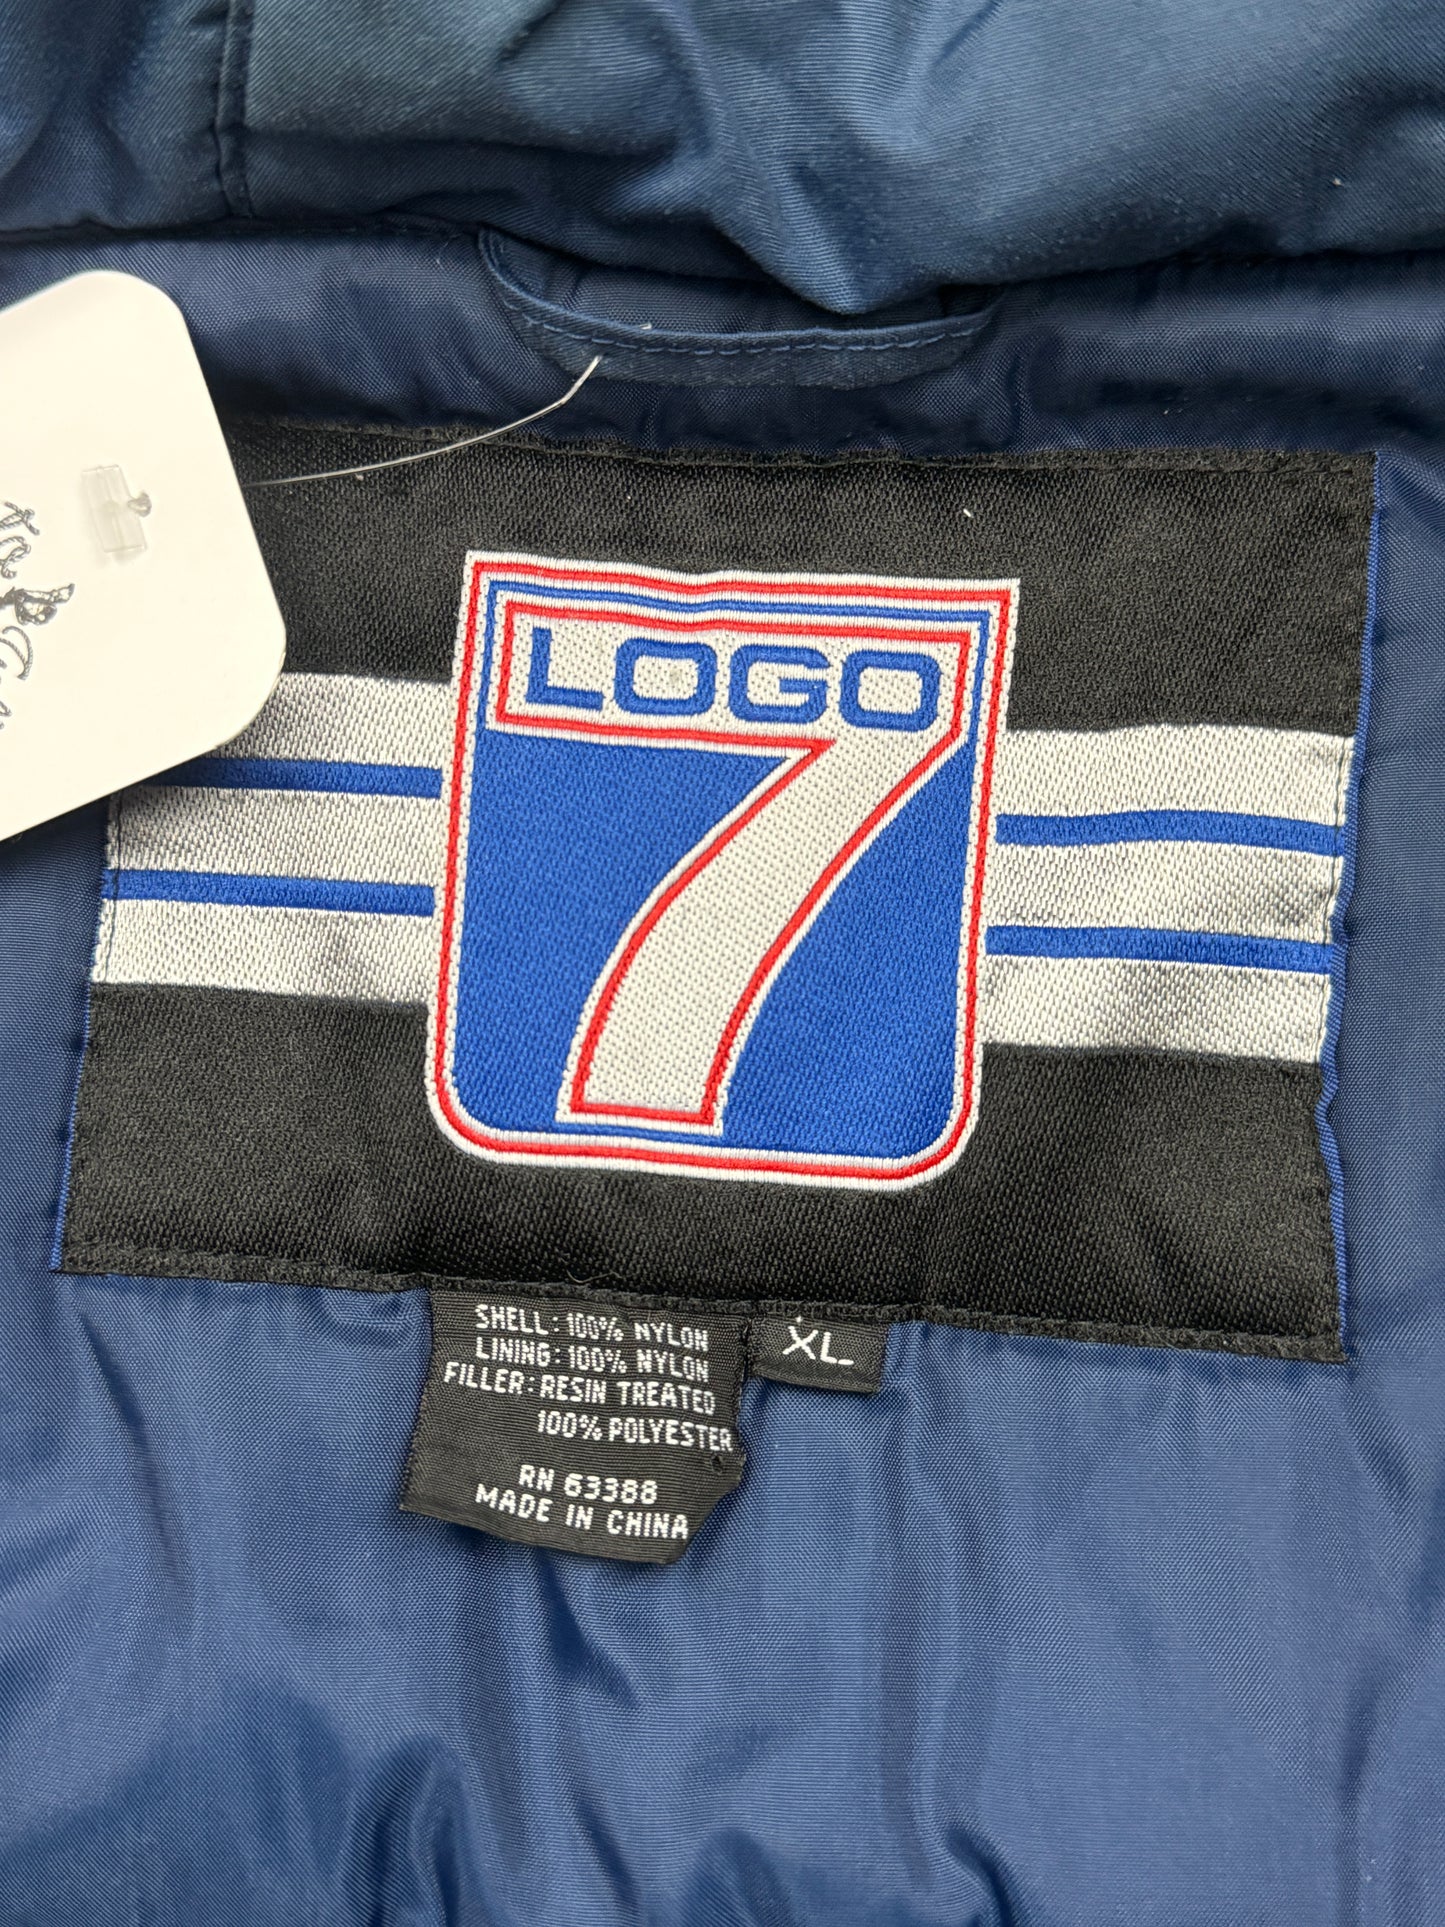 LOGO
7
SHELL: 100% NYLON
LINING: 100% NYLON
FILLER: RESIN TREATED
100% POLYESTER
RN 63388
MADE IN CHINA
XL